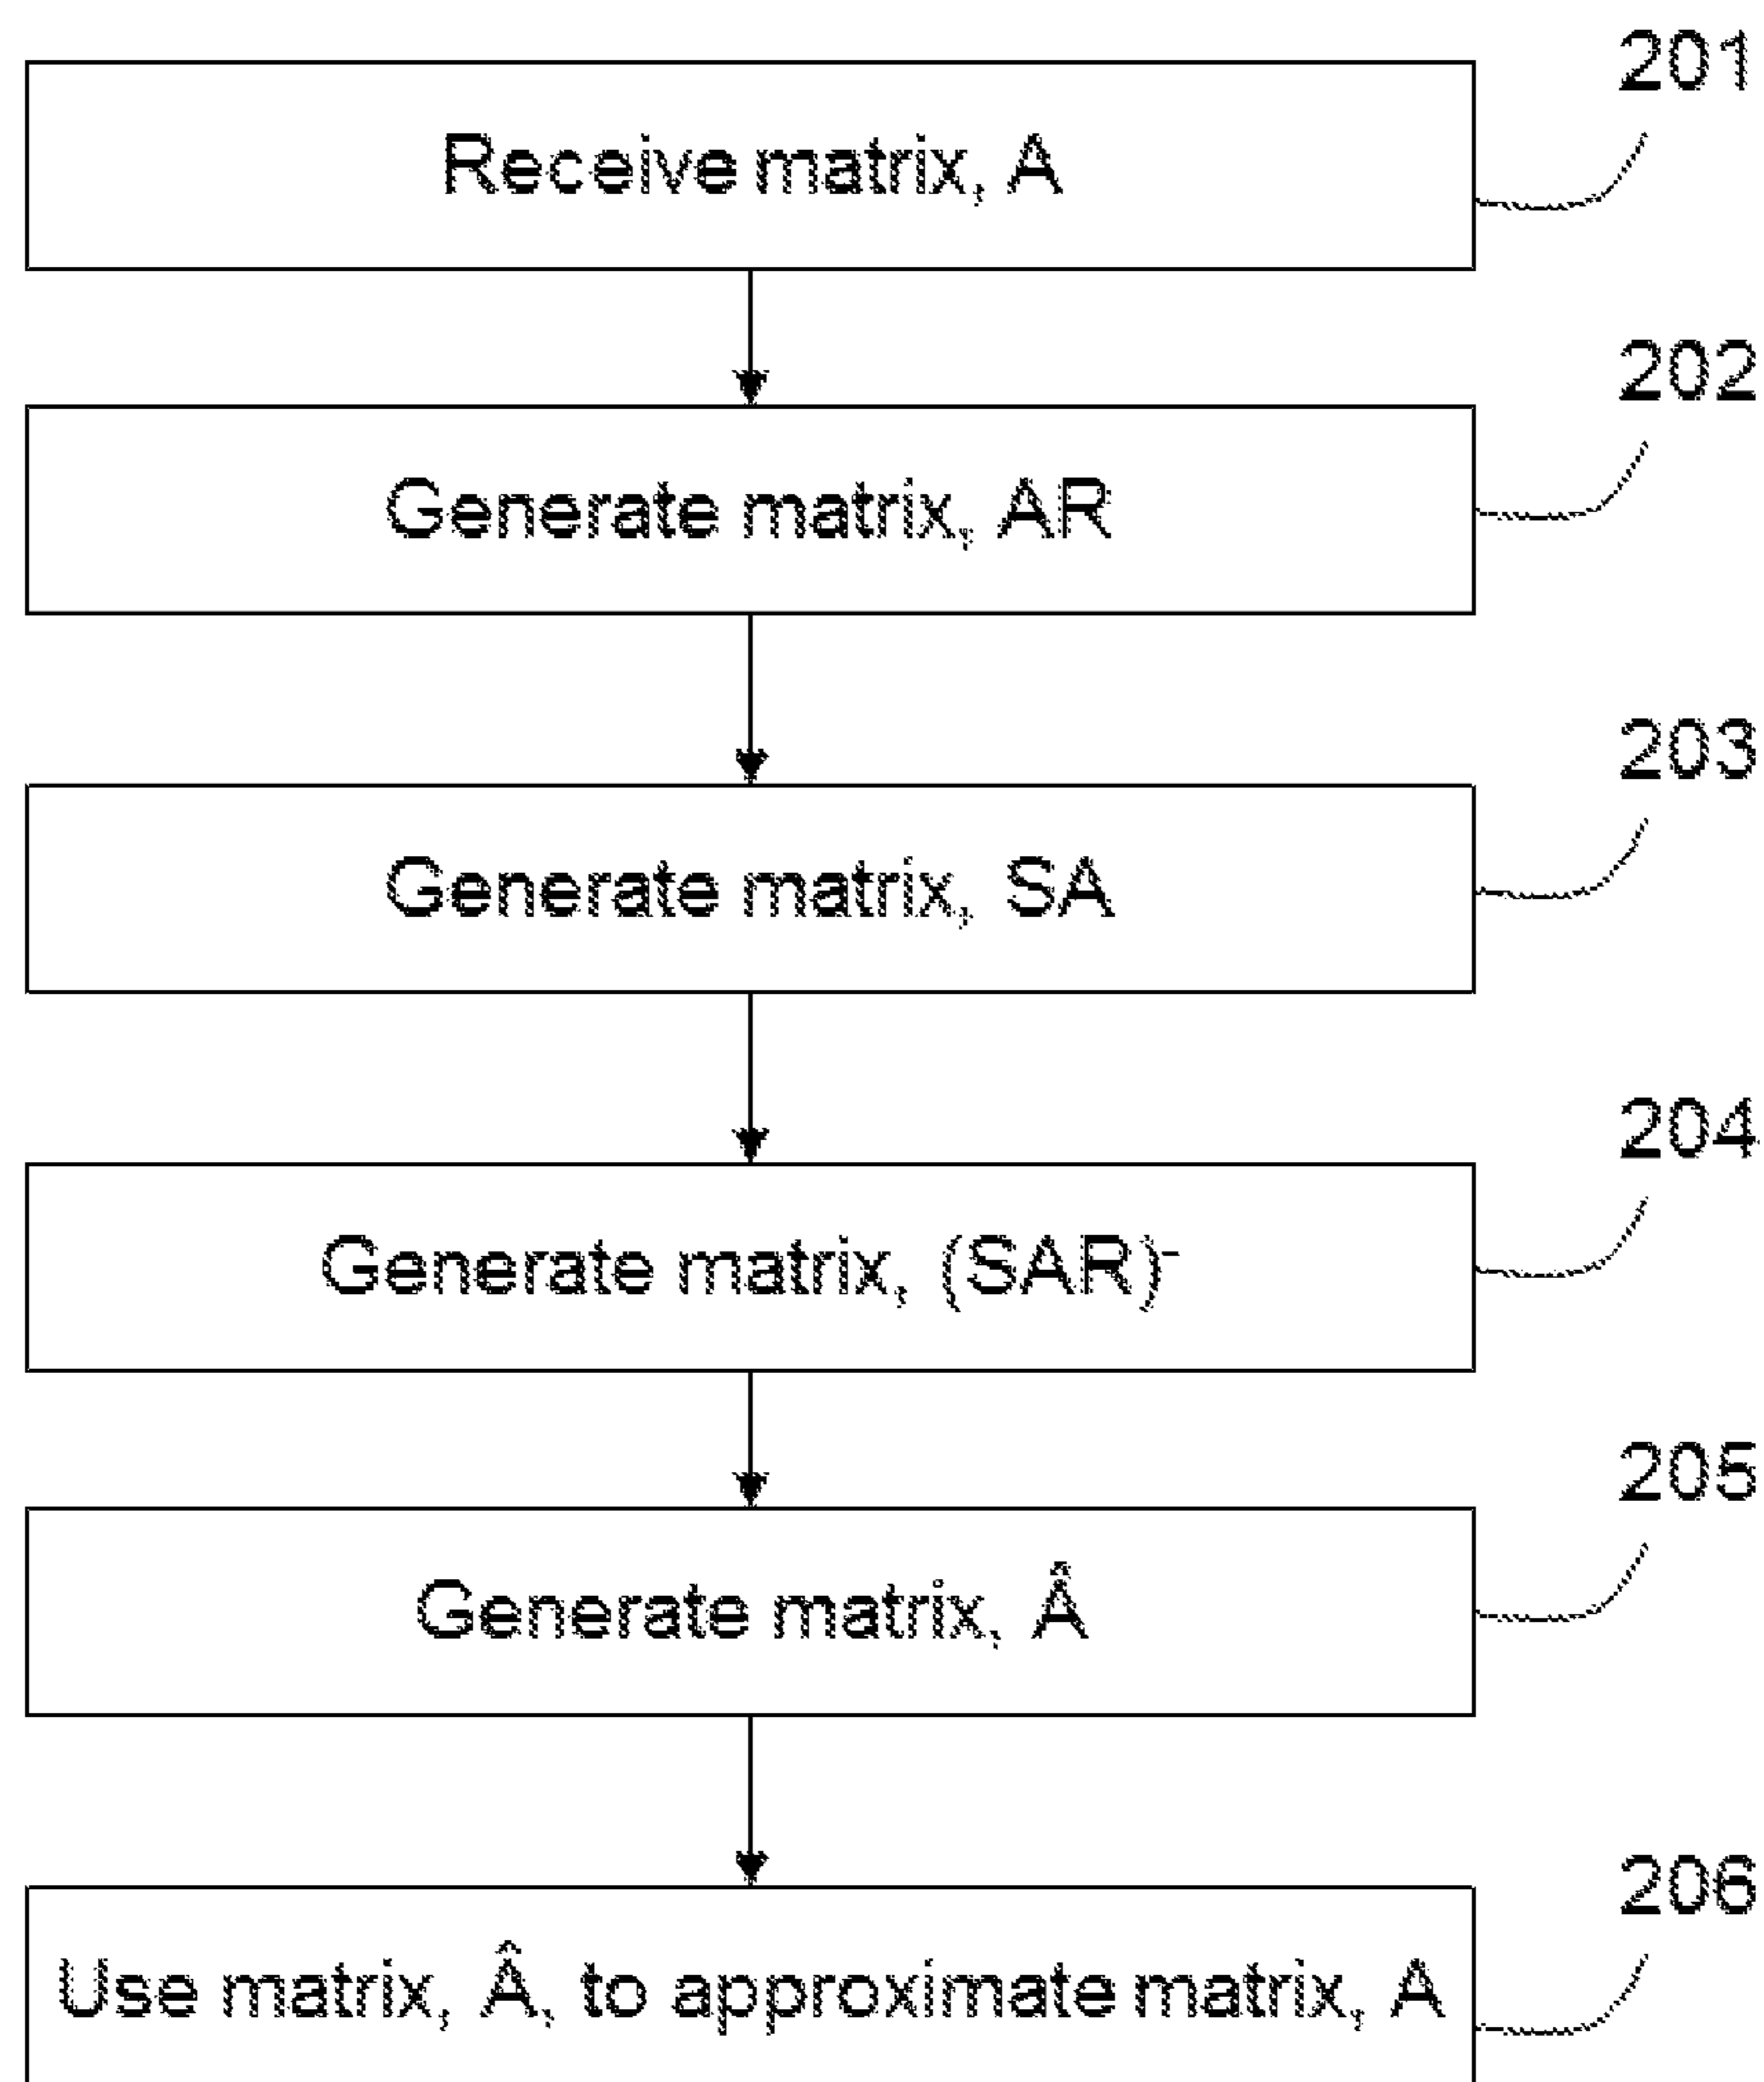 201
Receive matrix, A
202
Generate matrix, AR
203
Generate matrix, SA
204
Generate matrix, (SAR)⁻
205
Generate matrix, Â
206
Use matrix, Â, to approximate matrix, A